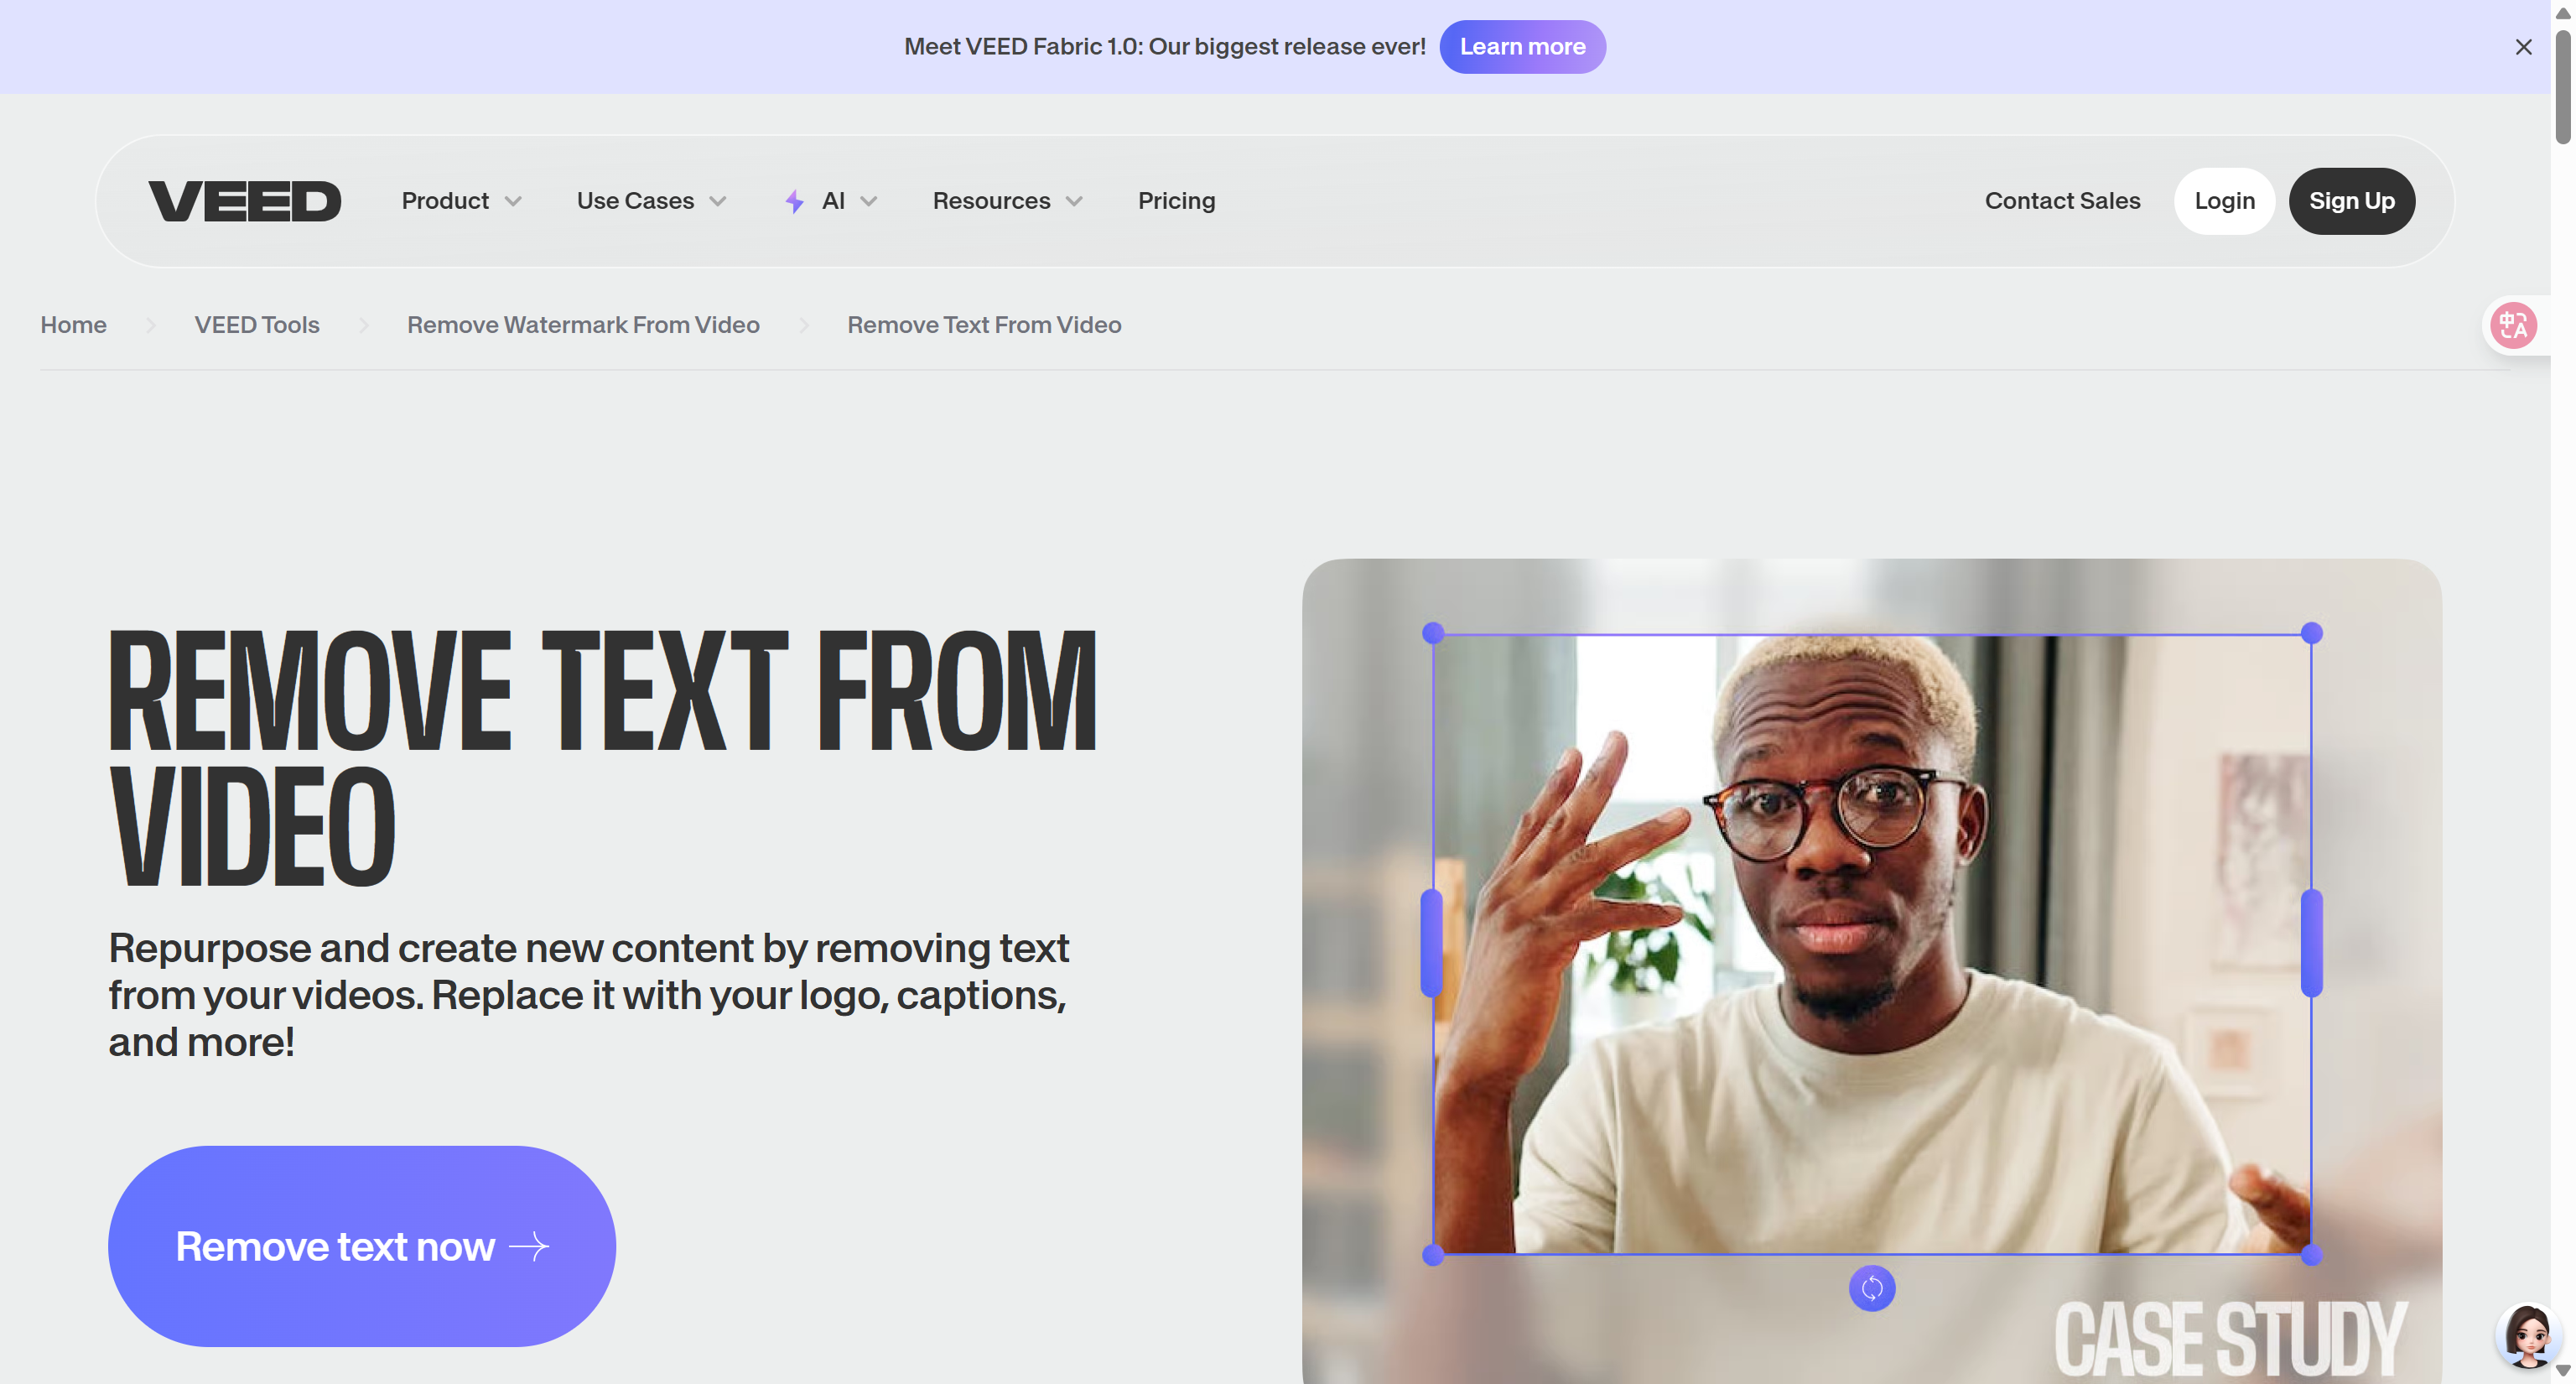 Meet VEED Fabric 1.0: Our biggest release ever! Learn more
VEED Product Use Cases AI Resources Pricing Contact Sales Login Sign Up
Home VEED Tools Remove Watermark From Video Remove Text From Video
中A
REMOVE TEXT FROM
VIDEO
Repurpose and create new content by removing text
from your videos. Replace it with your logo, captions,
and more!
Remove text now
CASE STUDY